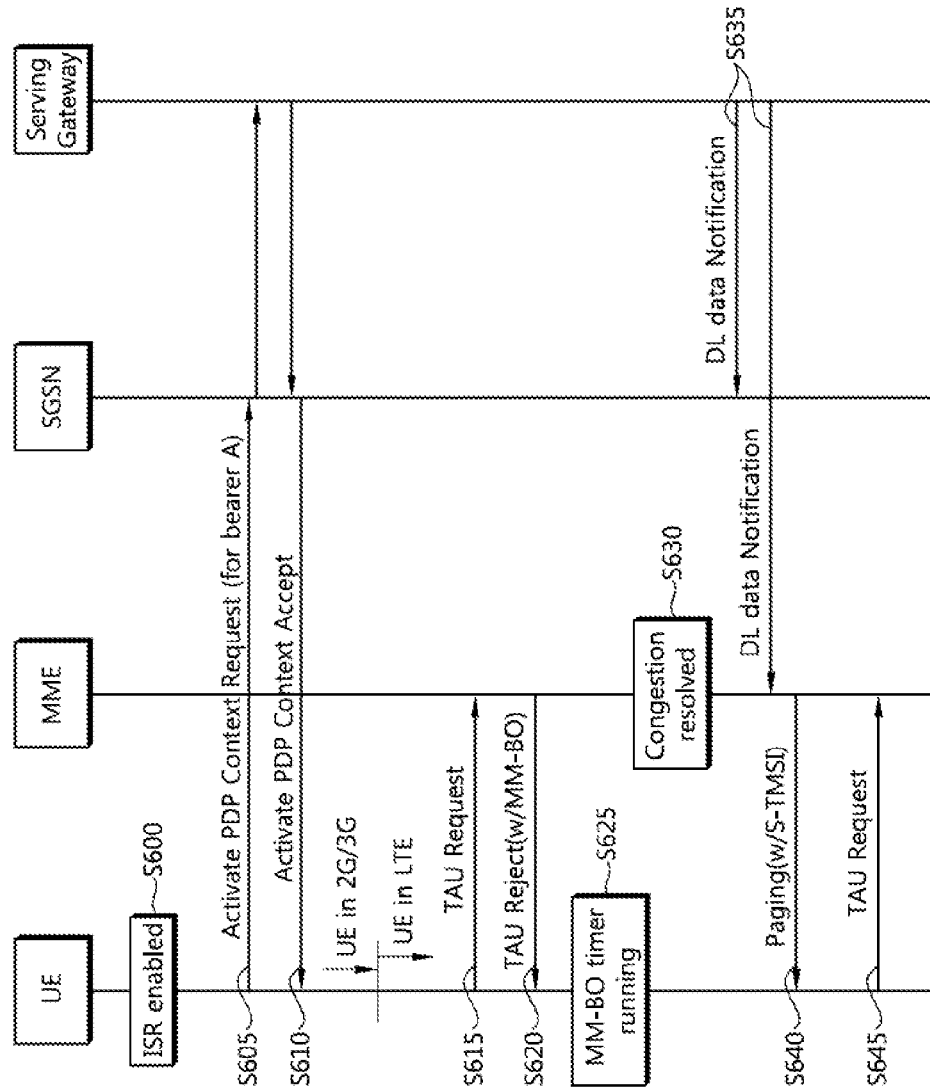 UE
MME
SGSN
Serving
Gateway
ISR enabled
S600
Activate PDP Context Request (for bearer A)
S605
Activate PDP Context Accept
S610
UE in 2G/3G
UE in LTE
TAU Request
S615
TAU Reject(w/MM-BO)
S620
MM-BO timer
running
S625
Congestion
resolved
S630
DL data Notification
S635
DL data Notification
Paging(w/S-TMSI)
S640
TAU Request
S645